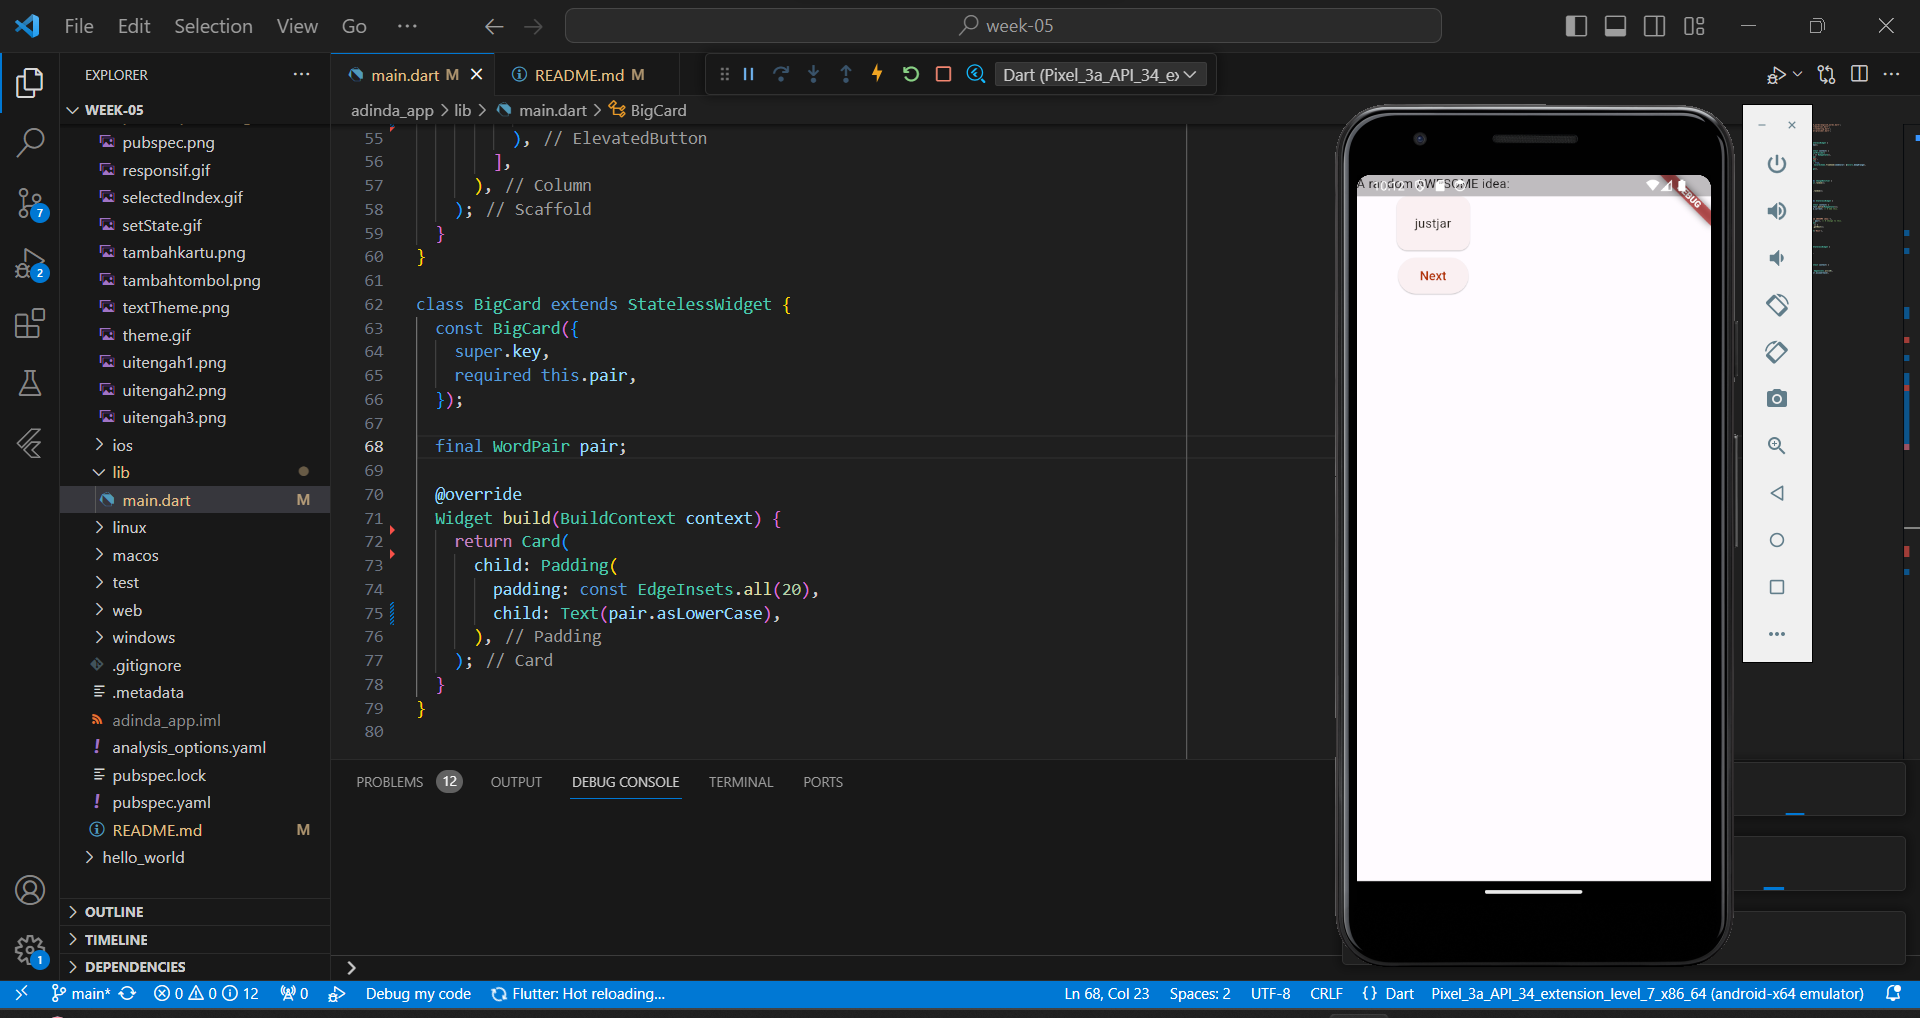 File Edit Selection View Go ··· week-05
EXPLORER
WEEK-05
pubspec.png
responsif.gif
selectedIndex.gif
setState.gif
tambahkartu.png
tambahtombol.png
textTheme.png
theme.gif
uitengah1.png
uitengah2.png
uitengah3.png
ios
lib
main.dart M
linux
macos
test
web
windows
.gitignore
.metadata
adinda_app.iml
analysis_options.yaml
pubspec.lock
pubspec.yaml
README.md M
hello_world
OUTLINE
TIMELINE
DEPENDENCIES
7
2
1
main.dart M README.md M
Dart (Pixel_3a_API_34_ex
adinda_app > lib > main.dart > BigCard
55 ), // ElevatedButton
56 ],
57 ), // Column
58 ); // Scaffold
59 }
60 }
61
62 class BigCard extends StatelessWidget {
63 const BigCard({
64 super.key,
65 required this.pair,
66 });
67
68 final WordPair pair;
69
70 @override
71 Widget build(BuildContext context) {
72 return Card(
73 child: Padding(
74 padding: const EdgeInsets.all(20),
75 child: Text(pair.asLowerCase),
76 ), // Padding
77 ); // Card
78 }
79 }
80
PROBLEMS 12 OUTPUT DEBUG CONSOLE TERMINAL PORTS
A random AWESOME idea:
DEBUG
justjar
Next
main* 0 0 12 0 Debug my code Flutter: Hot reloading... Ln 68, Col 23 Spaces: 2 UTF-8 CRLF {} Dart Pixel_3a_API_34_extension_level_7_x86_64 (android-x64 emulator)